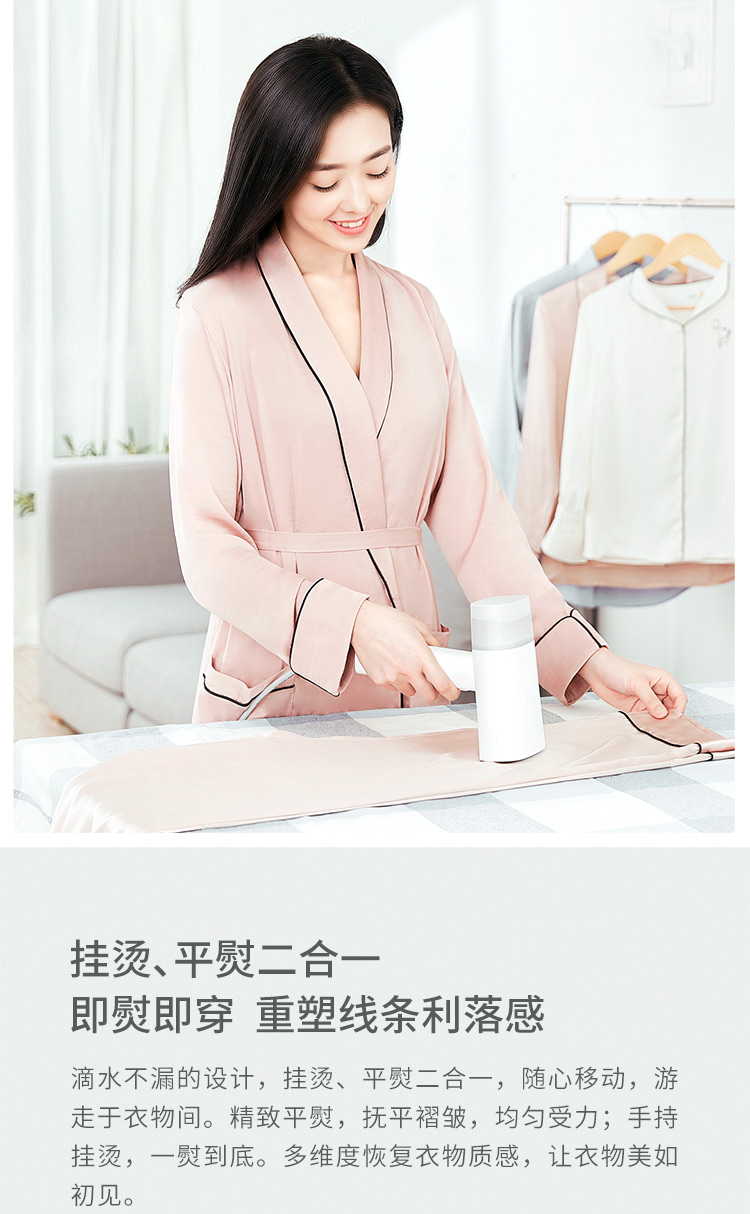 挂烫、平熨二合一
即熨即穿 重塑线条利落感
滴水不漏的设计，挂烫、平熨二合一，随心移动，游
走于衣物间。精致平熨，抚平褶皱，均匀受力；手持
挂烫，一熨到底。多维度恢复衣物质感，让衣物美如
初见。